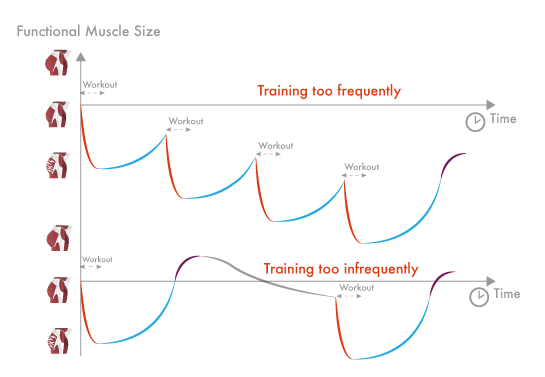 Functional Muscle Size
Workout
Training too frequently
Time
Workout
Workout
Workout
Workout
Training too infrequently
Workout
Time